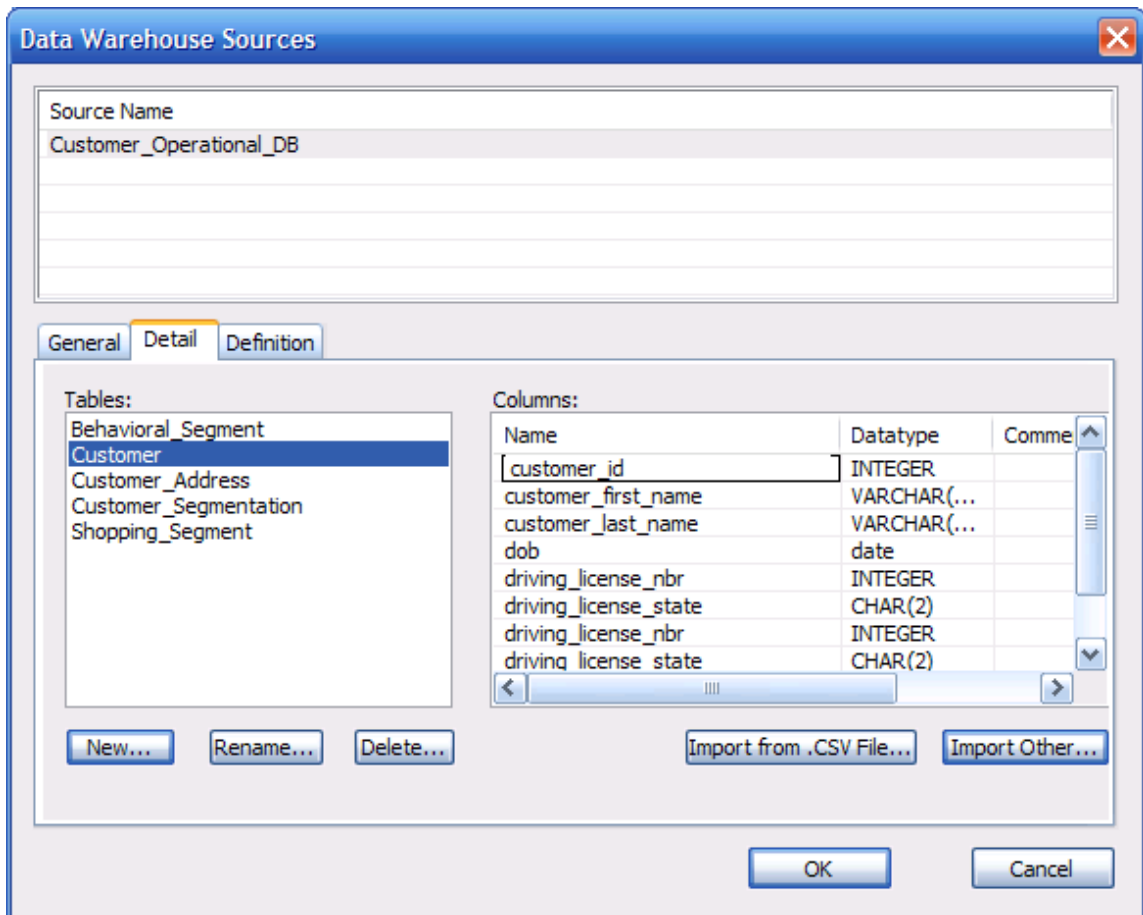 Data Warehouse Sources
Source Name
Customer_Operational_DB
General Detail Definition
Tables:
Behavioral_Segment
Customer
Customer_Address
Customer_Segmentation
Shopping_Segment
Columns:
Name Datatype Comme
customer_id INTEGER
customer_first_name VARCHAR(...
customer_last_name VARCHAR(...
dob date
driving_license_nbr INTEGER
driving_license_state CHAR(2)
driving_license_nbr INTEGER
driving_license_state CHAR(2)
New... Rename... Delete... Import from .CSV File... Import Other...
OK Cancel